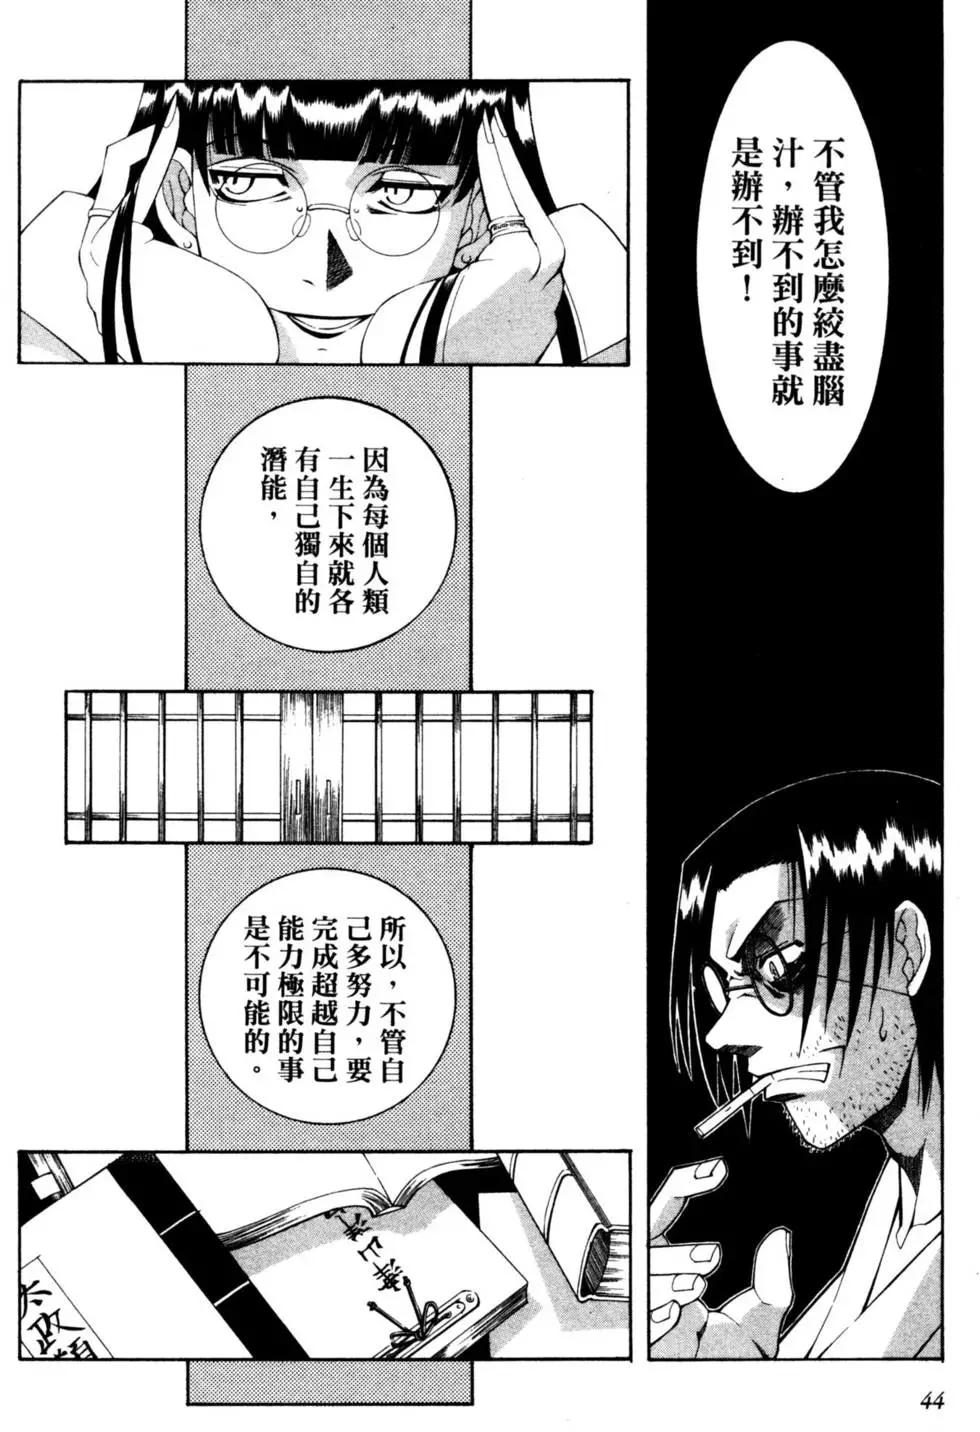 不管我怎麼絞盡腦
汁，辦不到的事就
是辦不到！
因為每個人類
一生下來就各
有自己獨自的
潛能，
所以，不管自
己多努力，要
完成超越自己
能力極限的事
是不可能的。
44